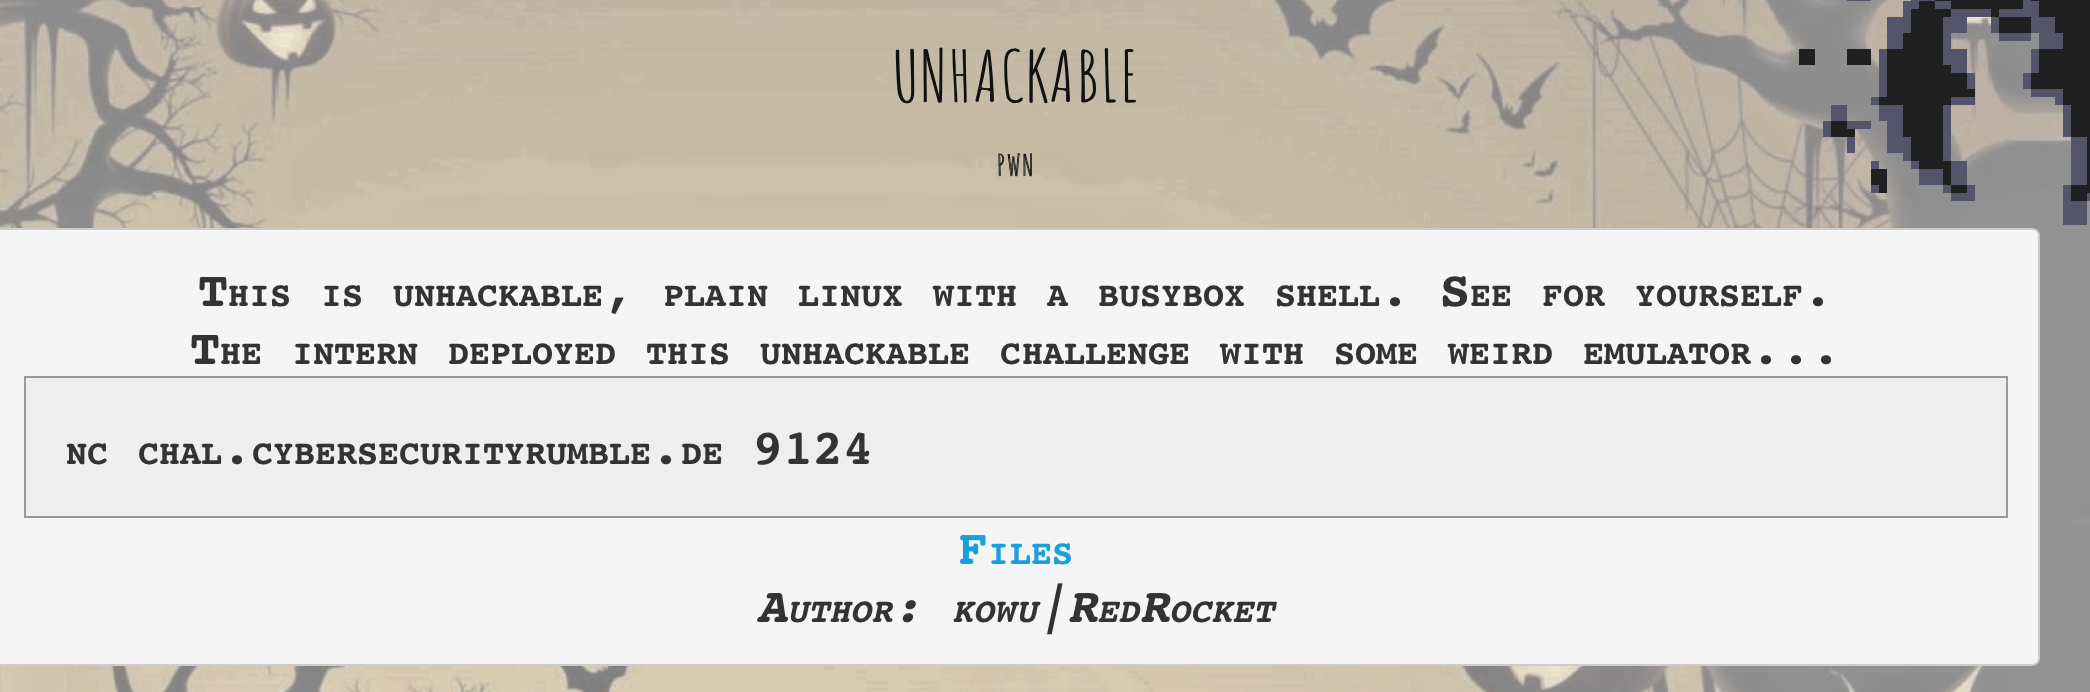 UNHACKABLE
PWN
This is unhackable, plain linux with a busybox shell. See for yourself.
The intern deployed this unhackable challenge with some weird emulator...
nc chal.cybersecurityrumble.de 9124
Files
Author: kowu|RedRocket